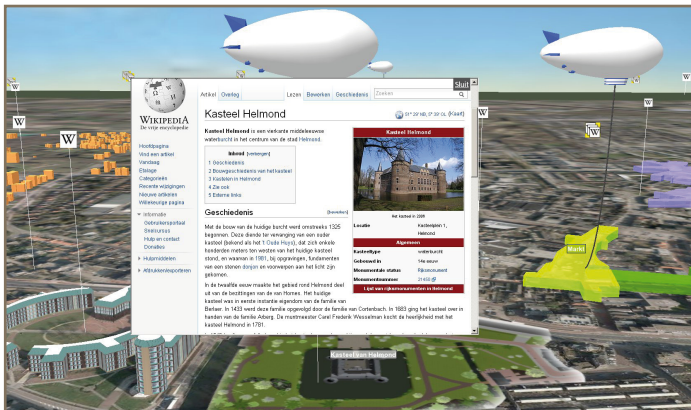 Sluit
WIKIPEDIA
De vrije encyclopedie
Hoofdpagina
Vind een artikel
Vandaag
Etalage
Categorieën
Recente wijzigingen
Nieuwe artikelen
Willekeurige pagina
Informatie
Gebruikersportaal
Snelcursus
Hulp en contact
Donaties
Hulpmiddelen
Afdrukken/exporteren
Artikel Overleg Lezen Bewerken Geschiedenis Zoeken
Kasteel Helmond
51° 29' NB, 5° 39' OL (Kaart)
Kasteel Helmond is een vierkante middeleeuwse
waterburcht in het centrum van de stad Helmond.
Inhoud [verbergen]
1 Geschiedenis
2 Bouwgeschiedenis van het kasteel
3 Kastelen in Helmond
4 Zie ook
5 Externe links
Geschiedenis [bewerken]
Met de bouw van de huidige burcht werd omstreeks 1325
begonnen. Deze diende ter vervanging van een ouder
kasteel (bekend als het 't Oude Huys), dat zich enkele
honderden meters ten westen van het huidige kasteel
stond, en waarvan in 1981, bij opgravingen, fundamenten
van een stenen donjon en voorwerpen aan het licht zijn
gekomen.
In de twaalfde eeuw maakte het gebied rond Helmond deel
uit van de bezittingen van de van Hornes. Het huidige
kasteel was in eerste instantie eigendom van de familie van
Berlaer. In 1433 werd deze familie opgevolgd door de familie van Cortenbach. In 1683 ging het kasteel over in
handen van de familie Arberg. De muntmeester Carel Frederik Wesselman kocht de heerlijkheid met het
kasteel Helmond in 1781.
Kasteel Helmond
Het kasteel in 2008
Locatie Kasteelplein 1,
Helmond
Algemeen
Kasteeltype waterburcht
Gebouwd in 14e eeuw
Monumentale status Rijksmonument
Monumentnummer
Lijst van rijksmonumenten in Helmond
W
W
W
W
W
W
Markt
Kasteeltuin Helmond